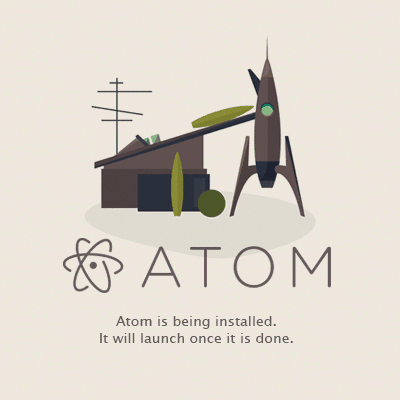 ATOM
Atom is being installed.
It will launch once it is done.